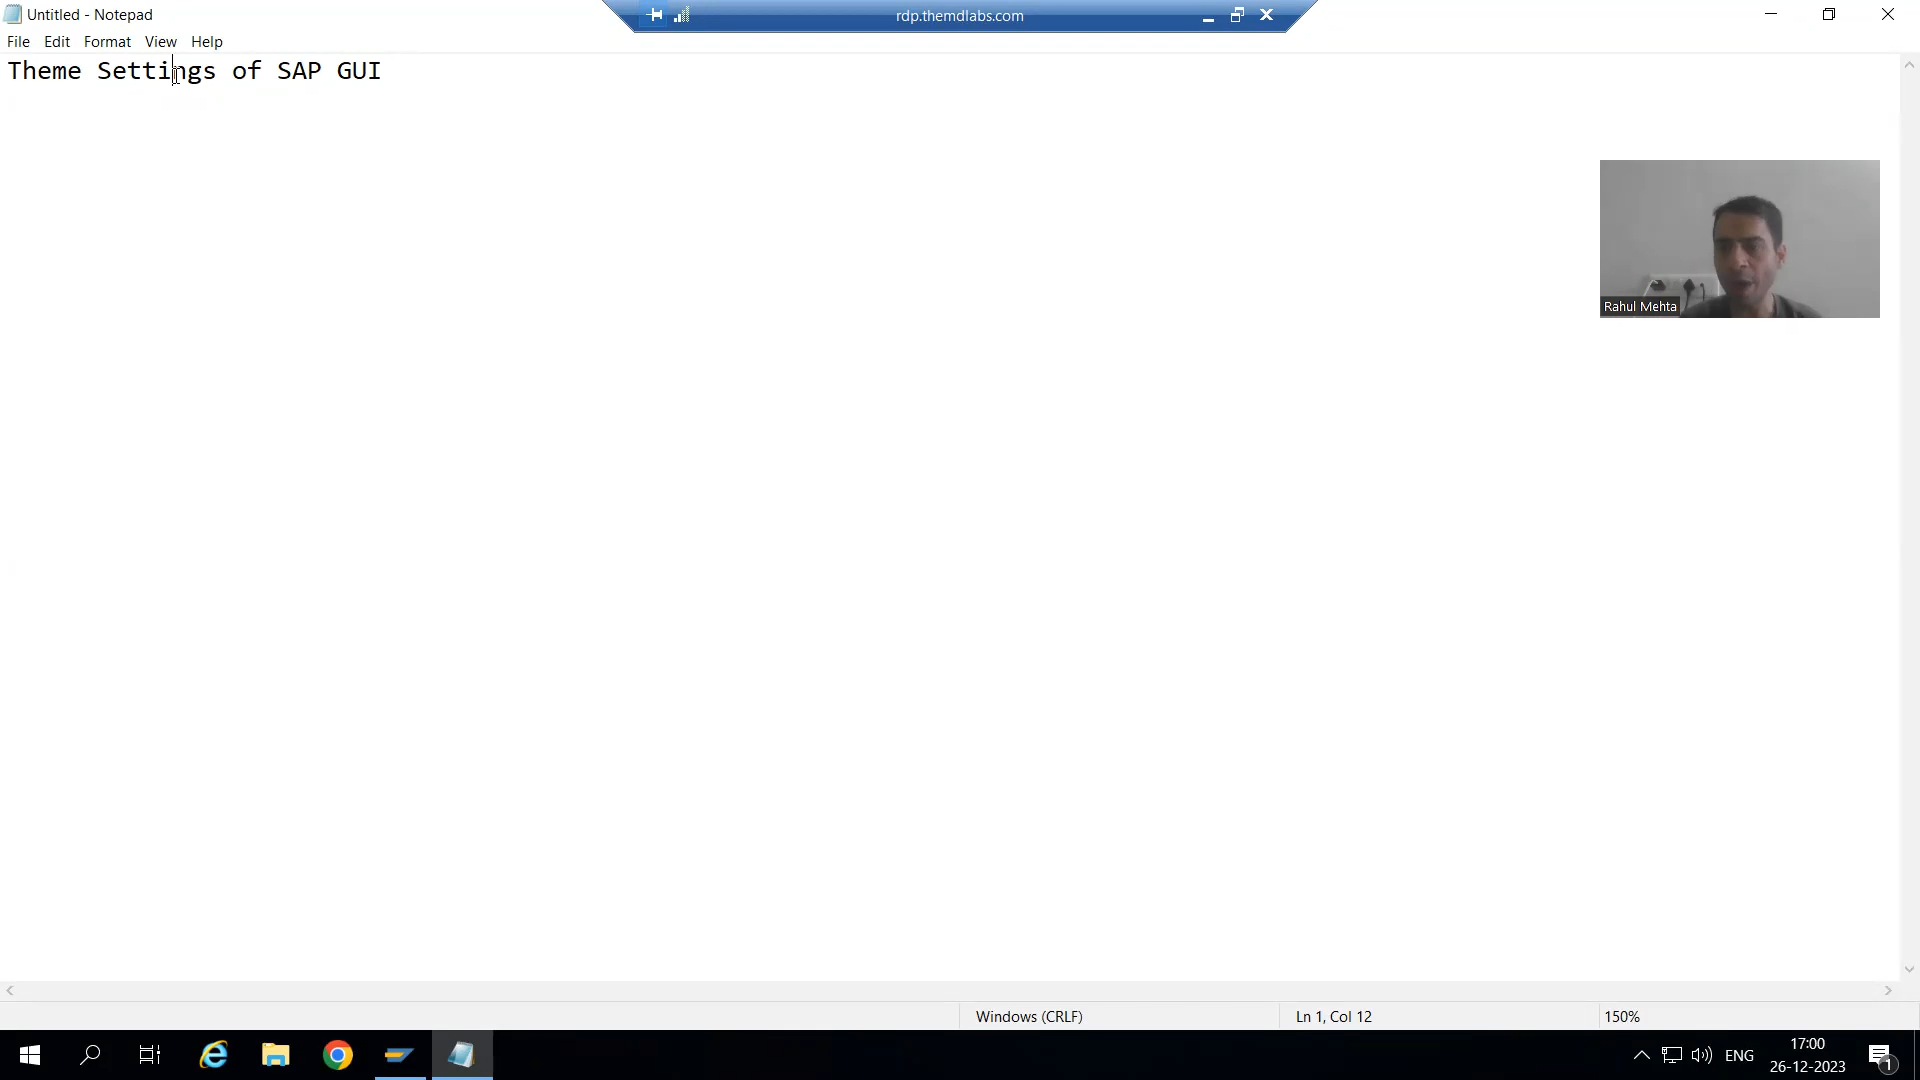 Untitled - Notepad
rdp.themdlabs.com
File Edit Format View Help
Theme Settings of SAP GUI
Rahul Mehta
Windows (CRLF)
Ln 1, Col 12
150%
ENG
17:00
26-12-2023
1